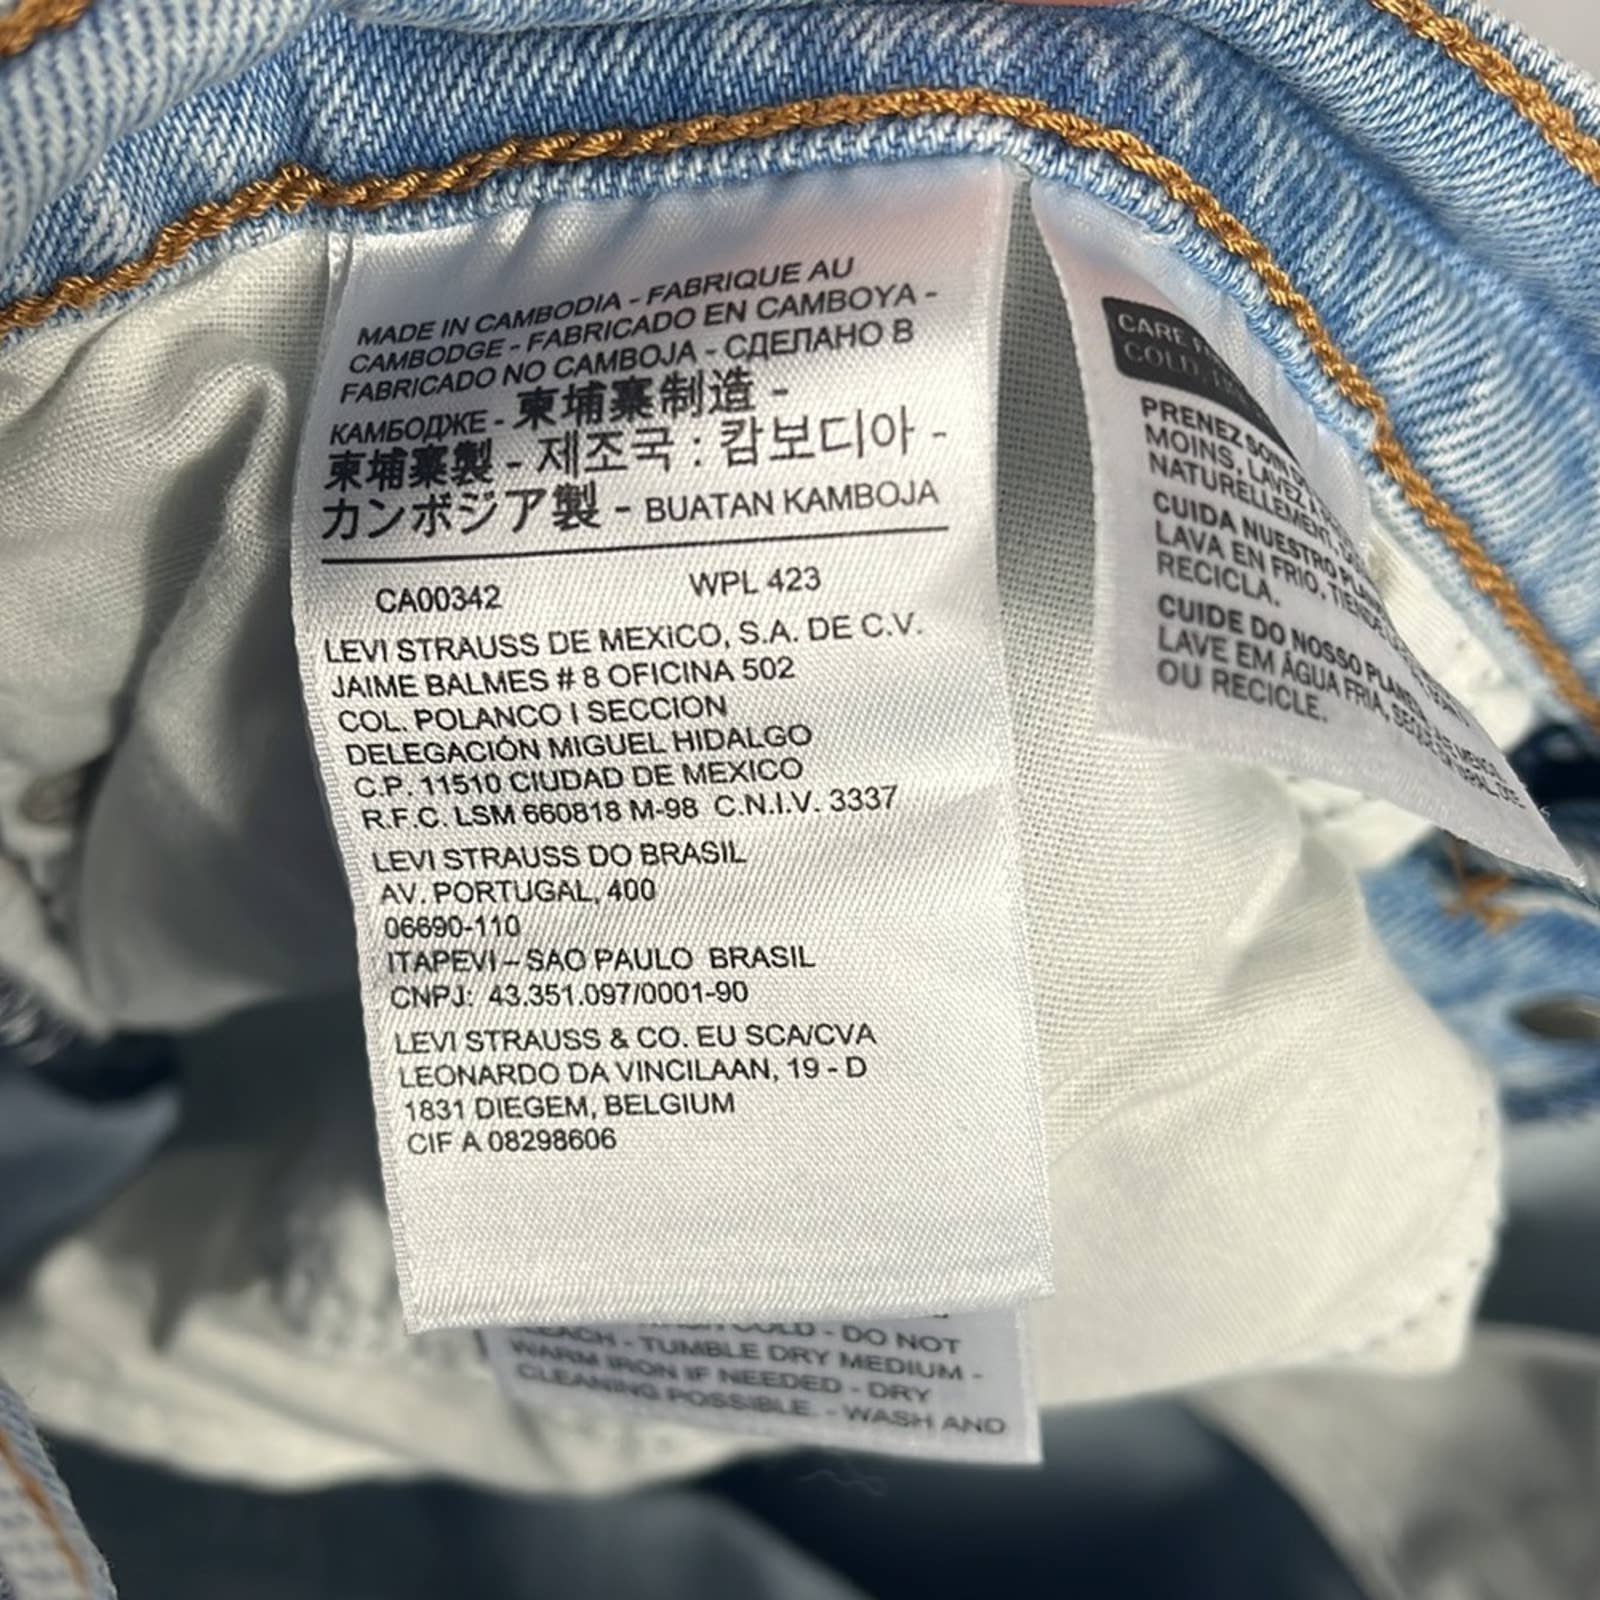 MADE IN CAMBODIA - FABRIQUE AU
CAMBODGE - FABRICADO EN CAMBOYA -
FABRICADO NO CAMBOJA - СДЕЛАНО В
КАМБОДЖЕ - 柬埔寨制造 -
柬埔寨製 - 제조국 : 캄보디아 -
カンボジア製 - BUATAN KAMBOJA
CA00342 WPL 423
LEVI STRAUSS DE MEXICO, S.A. DE C.V.
JAIME BALMES # 8 OFICINA 502
COL. POLANCO I SECCION
DELEGACIÓN MIGUEL HIDALGO
C.P. 11510 CIUDAD DE MEXICO
R.F.C. LSM 660818 M-98 C.N.I.V. 3337
LEVI STRAUSS DO BRASIL
AV. PORTUGAL, 400
06690-110
ITAPEVI – SAO PAULO BRASIL
CNPJ: 43.351.097/0001-90
LEVI STRAUSS & CO. EU SCA/CVA
LEONARDO DA VINCILAAN, 19 - D
1831 DIEGEM, BELGIUM
CIF A 08298606
COLD - DO NOT
- TUMBLE DRY MEDIUM -
WARM IRON IF NEEDED - DRY
CLEANING POSSIBLE. - WASH AND
CARE
COLD,
PRENEZ SOIN
MOINS, LAVEZ À
NATURELLEMENT,
CUIDA NUESTRO
LAVA EN FRIO,
RECICLA.
CUIDE DO NOSSO
LAVE EM ÁGUA FRIA,
OU RECICLE.